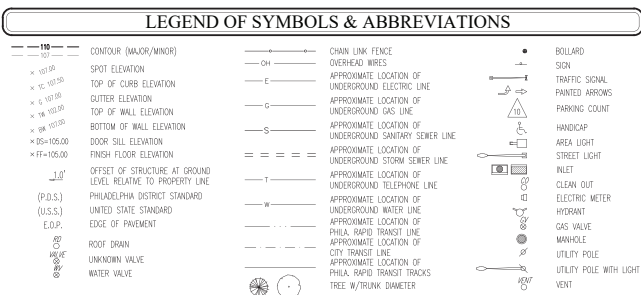 LEGEND OF SYMBOLS & ABBREVIATIONS
110
107
CONTOUR (MAJOR/MINOR)
× 107.00
SPOT ELEVATION
× TC 107.50
TOP OF CURB ELEVATION
× G 107.00
GUTTER ELEVATION
× TW 107.00
TOP OF WALL ELEVATION
× BW 107.00
BOTTOM OF WALL ELEVATION
× DS=105.00
DOOR SILL ELEVATION
× FF=105.00
FINISH FLOOR ELEVATION
1.0'
OFFSET OF STRUCTURE AT GROUND
LEVEL RELATIVE TO PROPERTY LINE
(P.D.S.)
PHILADELPHIA DISTRICT STANDARD
(U.S.S.)
UNITED STATE STANDARD
E.O.P.
EDGE OF PAVEMENT
RD
ROOF DRAIN
VALVE
UNKNOWN VALVE
WV
WATER VALVE
CHAIN LINK FENCE
OH
OVERHEAD WIRES
E
APPROXIMATE LOCATION OF
UNDERGROUND ELECTRIC LINE
G
APPROXIMATE LOCATION OF
UNDERGROUND GAS LINE
S
APPROXIMATE LOCATION OF
UNDERGROUND SANITARY SEWER LINE
APPROXIMATE LOCATION OF
UNDERGROUND STORM SEWER LINE
T
APPROXIMATE LOCATION OF
UNDERGROUND TELEPHONE LINE
W
APPROXIMATE LOCATION OF
UNDERGROUND WATER LINE
APPROXIMATE LOCATION OF
PHILA. RAPID TRANSIT LINE
APPROXIMATE LOCATION OF
CITY TRANSIT LINE
APPROXIMATE LOCATION OF
PHILA. RAPID TRANSIT TRACKS
TREE W/TRUNK DIAMETER
BOLLARD
SIGN
TRAFFIC SIGNAL
PAINTED ARROWS
10
PARKING COUNT
HANDICAP
AREA LIGHT
STREET LIGHT
INLET
CO
CLEAN OUT
ELECTRIC METER
HYDRANT
GV
GAS VALVE
MANHOLE
UTILITY POLE
UTILITY POLE WITH LIGHT
VENT
VENT